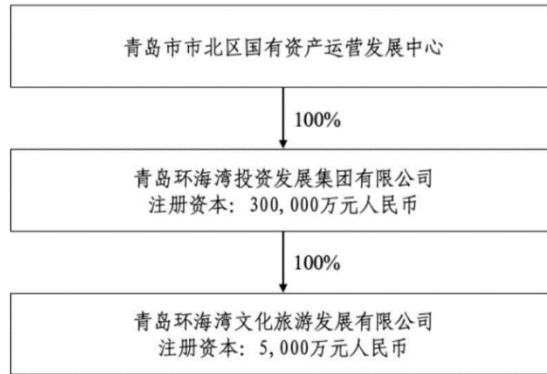 青岛市市北区国有资产运营发展中心
100%
青岛环海湾投资发展集团有限公司
注册资本：300,000万元人民币
100%
青岛环海湾文化旅游发展有限公司
注册资本：5,000万元人民币